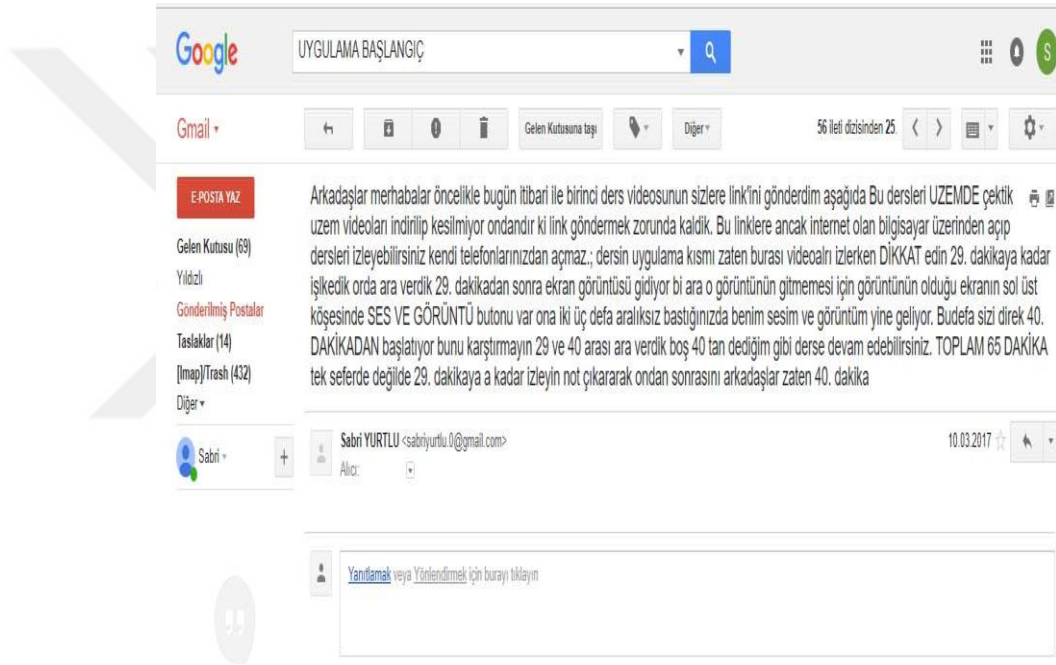 Google
UYGULAMA BAŞLANGIÇ
S
Gmail
Gelen Kutusuna taşı
Diğer
56 ileti dizisinden 25.
E-POSTA YAZ
Gelen Kutusu (69)
Yıldızlı
Gönderilmiş Postalar
Taslaklar (14)
[Imap]/Trash (432)
Diğer
Sabri
Arkadaşlar merhabalar öncelikle bugün itibari ile birinci ders videosunun sizlere link'ini gönderdim aşağıda Bu dersleri UZEMDE çektik
uzem videoları indirilip kesilmiyor ondandır ki link göndermek zorunda kaldik. Bu linklere ancak internet olan bilgisayar üzerinden açıp
dersleri izleyebilirsiniz kendi telefonlarınızdan açmaz.; dersin uygulama kısmı zaten burası videoalrı izlerken DİKKAT edin 29. dakikaya kadar
işlkedik orda ara verdik 29. dakikadan sonra ekran görüntüsü gidiyor bi ara o görüntünün gitmemesi için görüntünün olduğu ekranın sol üst
köşesinde SES VE GÖRÜNTÜ butonu var ona iki üç defa aralıksız bastığınızda benim sesim ve görüntüm yine geliyor. Budefa sizi direk 40.
DAKİKADAN başlatıyor bunu karştırmayın 29 ve 40 arası ara verdik boş 40 tan dediğim gibi derse devam edebilirsiniz. TOPLAM 65 DAKİKA
tek seferde değilde 29. dakikaya a kadar izleyin not çıkararak ondan sonrasını arkadaşlar zaten 40. dakika
Sabri YURTLU <sabriyurtlu.0@gmail.com>
10.03.2017
Alıcı:
Yanıtlamak veya Yönlendirmek için burayı tıklayın